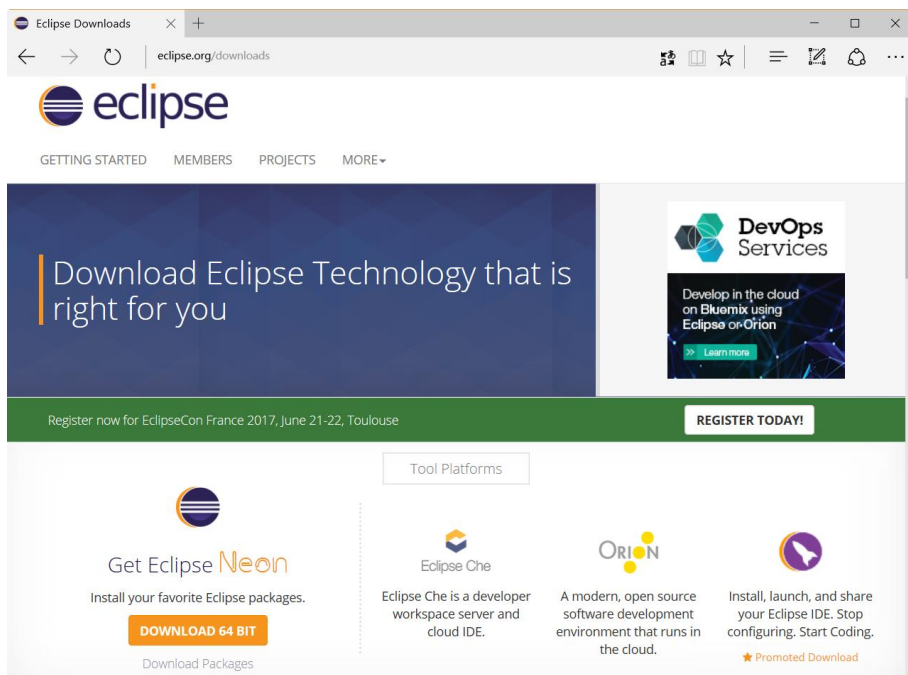 Eclipse Downloads
eclipse.org/downloads
eclipse
GETTING STARTED MEMBERS PROJECTS MORE
DevOps
Services
Download Eclipse Technology that is
right for you
Develop in the cloud
on Bluemix using
Eclipse or Orion
Learn more
Register now for EclipseCon France 2017, June 21-22, Toulouse
REGISTER TODAY!
Tool Platforms
Get Eclipse Neon
Install your favorite Eclipse packages.
DOWNLOAD 64 BIT
Download Packages
Eclipse Che
Eclipse Che is a developer
workspace server and
cloud IDE.
ORION
A modern, open source
software development
environment that runs in
the cloud.
Install, launch, and share
your Eclipse IDE. Stop
configuring. Start Coding.
Promoted Download